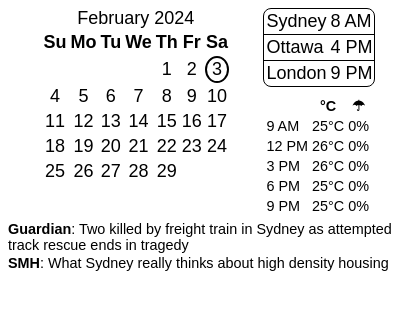 February 2024
Su Mo Tu We Th Fr Sa
1 2 3
4 5 6 7 8 9 10
11 12 13 14 15 16 17
18 19 20 21 22 23 24
25 26 27 28 29
Sydney 8 AM
Ottawa 4 PM
London 9 PM
°C ☂
9 AM 25°C 0%
12 PM 26°C 0%
3 PM 26°C 0%
6 PM 25°C 0%
9 PM 25°C 0%
Guardian: Two killed by freight train in Sydney as attempted
track rescue ends in tragedy
SMH: What Sydney really thinks about high density housing